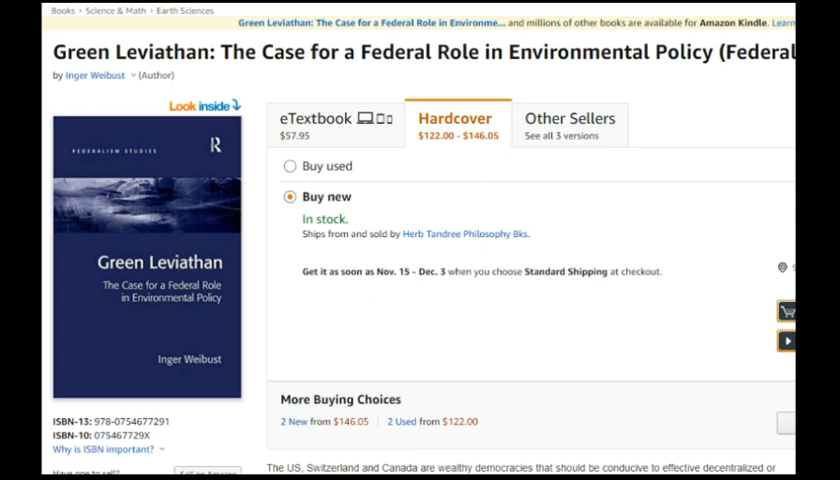 Books › Science & Math › Earth Sciences
Green Leviathan: The Case for a Federal Role in Environme... and millions of other books are available for Amazon Kindle. Learn
Green Leviathan: The Case for a Federal Role in Environmental Policy (Federal
by Inger Weibust (Author)
Look inside
FEDERALISM STUDIES
R
Green Leviathan
The Case for a Federal Role
in Environmental Policy
Inger Weibust
ISBN-13: 978-0754677291
ISBN-10: 075467729X
Why is ISBN important?
Have one to sell?
Sell on Amazon
eTextbook
$57.95
Hardcover
$122.00 - $146.05
Other Sellers
See all 3 versions
Buy used
Buy new
In stock.
Ships from and sold by Herb Tandree Philosophy Bks.
Get it as soon as Nov. 15 - Dec. 3 when you choose Standard Shipping at checkout.
More Buying Choices
2 New from $146.05 | 2 Used from $122.00
The US, Switzerland and Canada are wealthy democracies that should be conducive to effective decentralized or